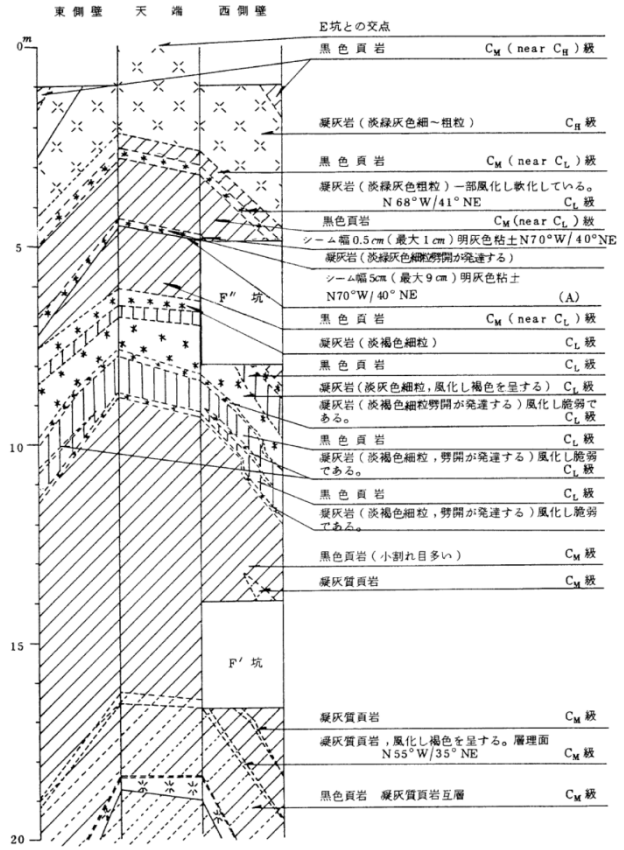 東側壁 天端 西側壁
E坑との交点
0m
黒色頁岩 CM(near CH)級
凝灰岩(淡緑灰色細~粗粒) CH級
黒色頁岩 CM(near CL)級
凝灰岩(淡緑灰色粗粒)一部風化し軟化している。
N68°W/41°NE CL級
黒色頁岩 CM(near CL)級
シーム幅0.5cm(最大1cm)明灰色粘土N70°W/40°NE
5
凝灰岩(淡緑灰色細粒劈開が発達する)
シーム幅5cm(最大9cm)明灰色粘土
N70°W/40°NE (A)
F″坑
黒色頁岩 CM(near CL)級
凝灰岩(淡褐色細粒) CL級
黒色頁岩 CL級
凝灰岩(淡灰色細粒,風化し褐色を呈する) CL級
凝灰岩(淡褐色細粒劈開が発達する)風化し脆弱
である。 CL級
10
黒色頁岩 CL級
凝灰岩(淡褐色細粒,劈開が発達する)風化し脆弱
である。 CL級
黒色頁岩 CL級
凝灰岩(淡褐色細粒,劈開が発達する)風化し脆弱
である。
黒色頁岩(小割れ目多い) CM級
凝灰質頁岩 CM級
15
F′坑
凝灰質頁岩 CM級
凝灰質頁岩,風化し褐色を呈する。層理面
N55°W/35°NE CM級
黒色頁岩 凝灰質頁岩互層 CM級
20